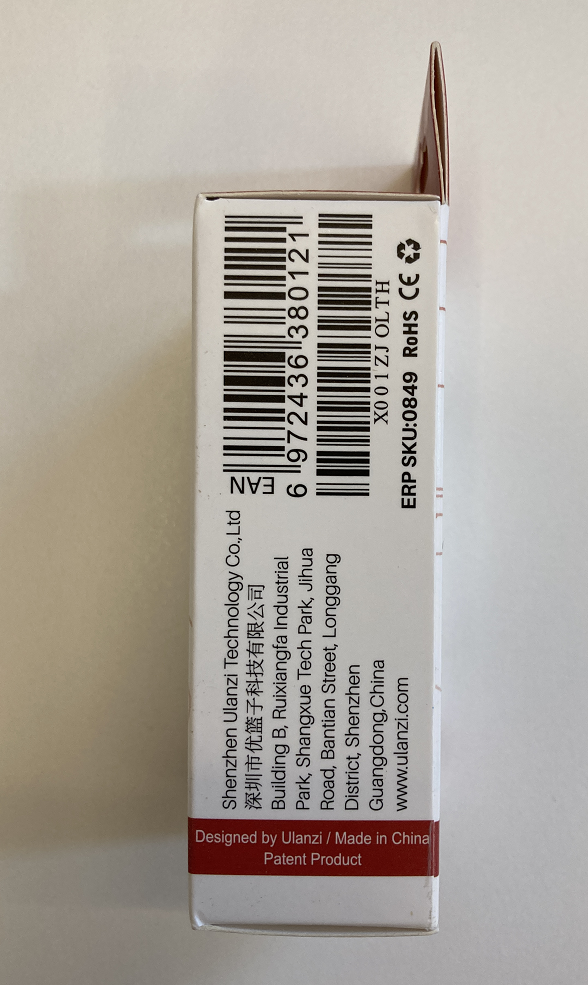 Shenzhen Ulanzi Technology Co.,Ltd
深圳市优篮子科技有限公司
Building B, Ruixiangfa Industrial
Park, Shangxue Tech Park, Jihua
Road, Bantian Street, Longgang
District, Shenzhen
Guangdong,China
www.ulanzi.com
EAN
6 972436 380121
X001ZJOLTH
ERP SKU:0849 RoHS CE
Designed by Ulanzi / Made in China
Patent Product